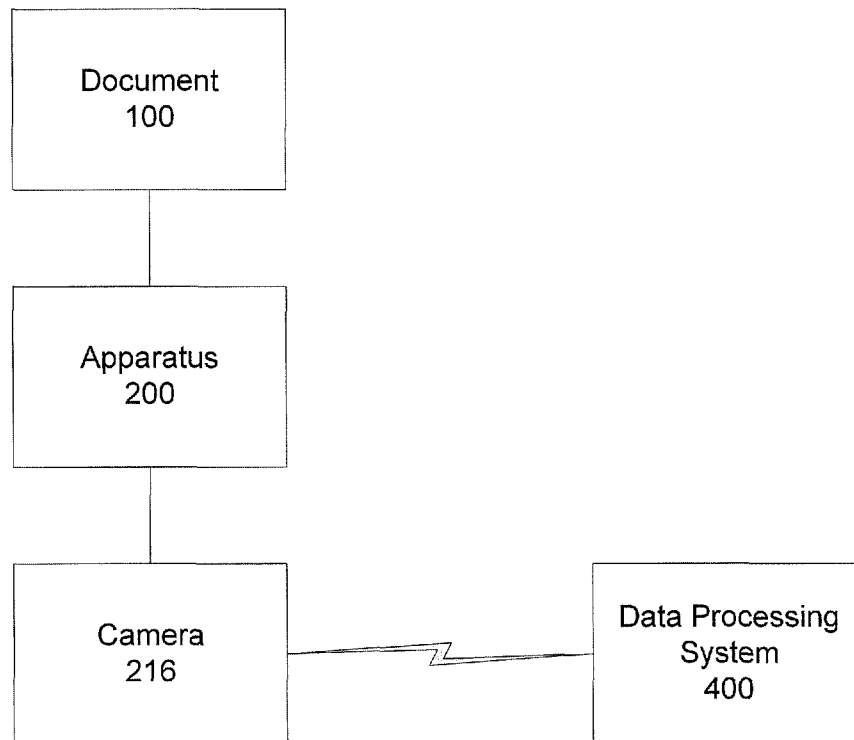 Document
100
Apparatus
200
Camera
216
Data Processing
System
400